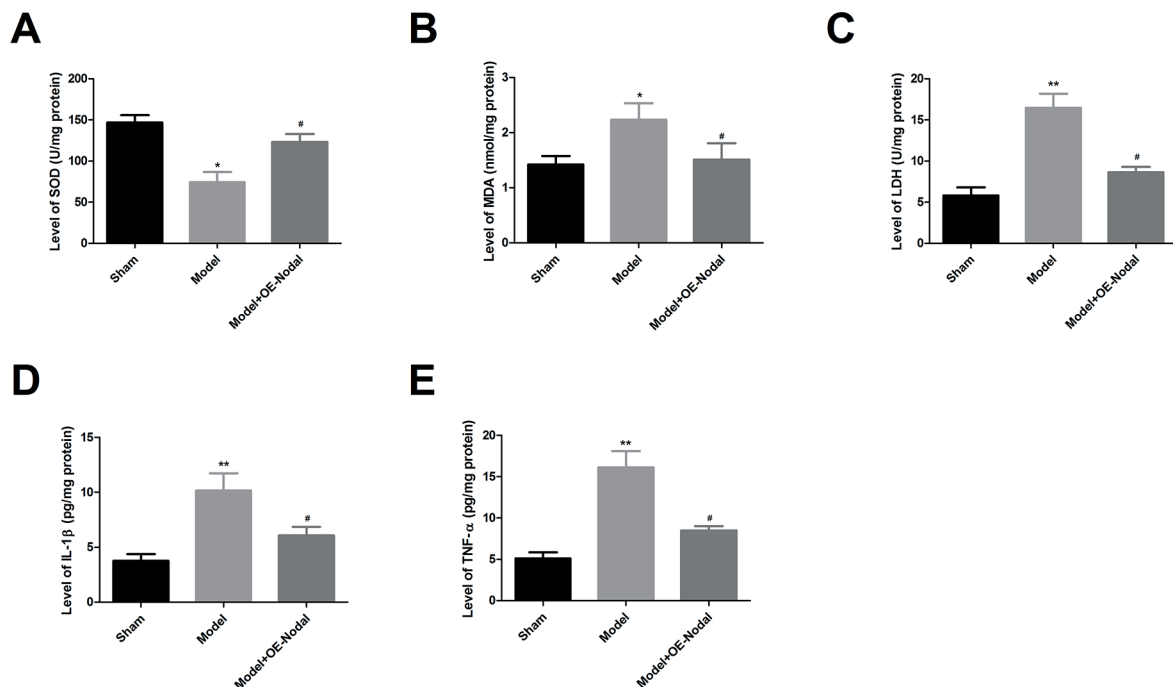 A
Level of SOD (U/mg protein)
200
150
100
50
0
*
#
Sham
Model
Model+OE-Nodal
B
Level of MDA (nmol/mg protein)
3
2
1
0
*
#
Sham
Model
Model+OE-Nodal
C
Level of LDH (U/mg protein)
20
15
10
5
0
**
#
Sham
Model
Model+OE-Nodal
D
Level of IL-1β (pg/mg protein)
15
10
5
0
**
#
Sham
Model
Model+OE-Nodal
E
Level of TNF-α (pg/mg protein)
20
15
10
5
0
**
#
Sham
Model
Model+OE-Nodal